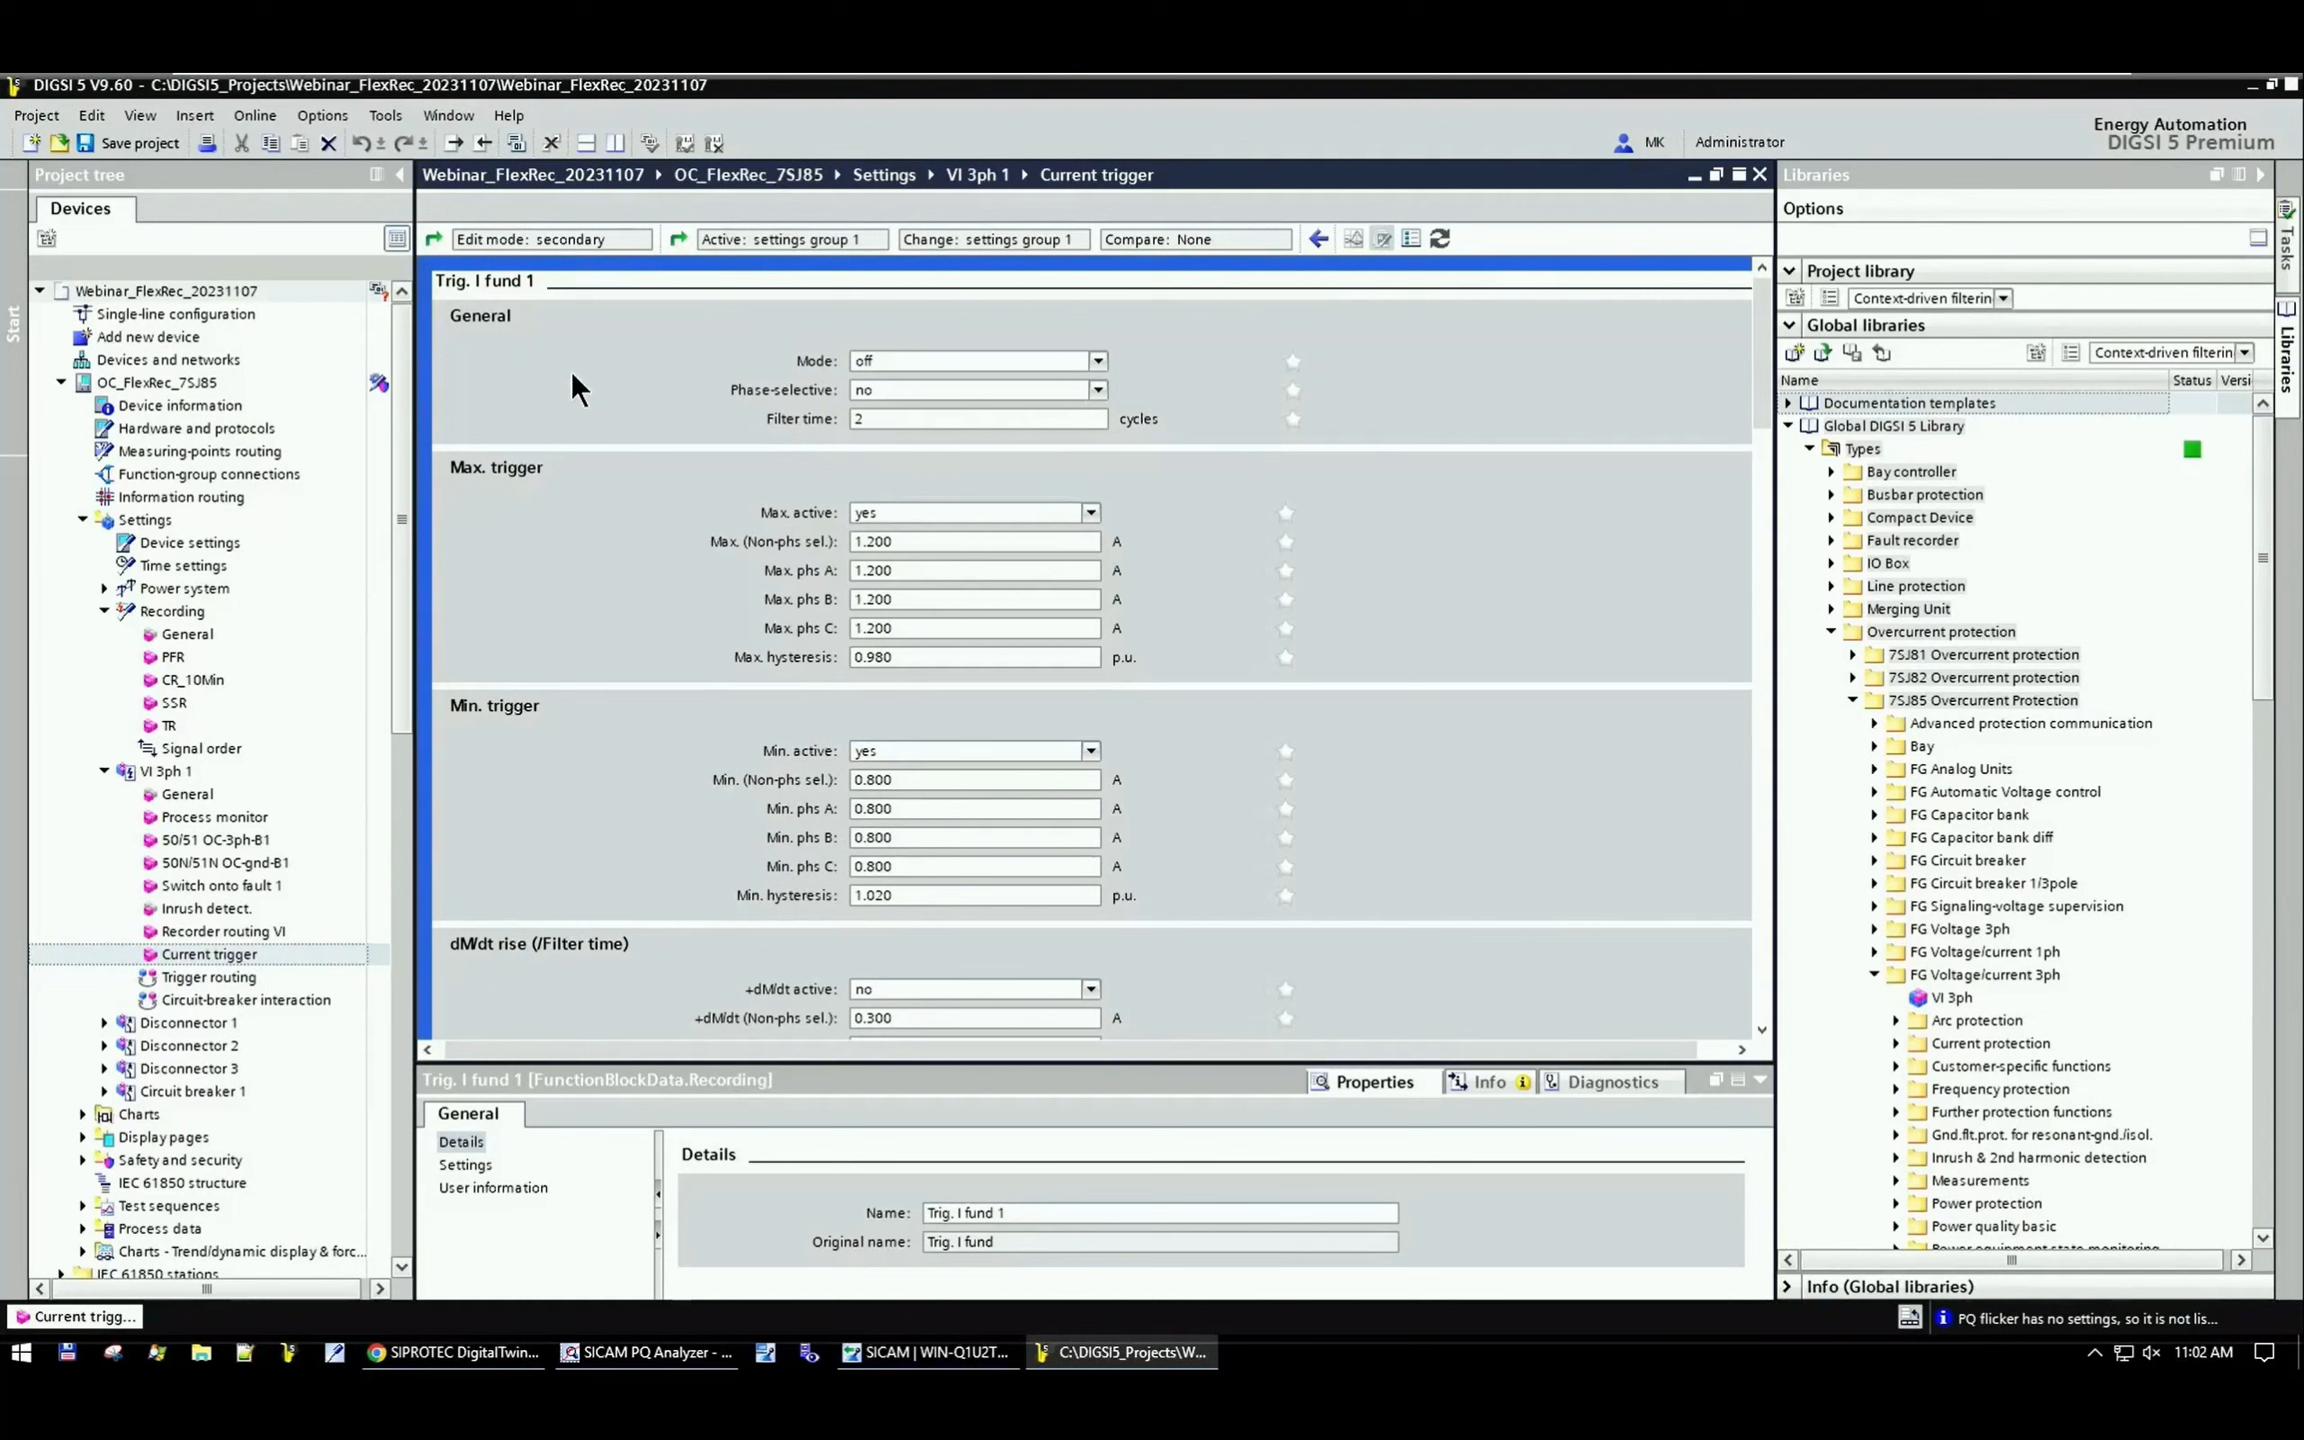 DIGSI 5 V9.60 - C:\DIGSI5_Projects\Webinar_FlexRec_20231107\Webinar_FlexRec_20231107
Project Edit View Insert Online Options Tools Window Help
Energy Automation
DIGSI 5 Premium
Save project
MK Administrator
Project tree
Devices
Start
Webinar_FlexRec_20231107
Single-line configuration
Add new device
Devices and networks
OC_FlexRec_7SJ85
Device information
Hardware and protocols
Measuring-points routing
Function-group connections
Information routing
Settings
Device settings
Time settings
Power system
Recording
General
PFR
CR_10Min
SSR
TR
Signal order
VI 3ph 1
General
Process monitor
50/51 OC-3ph-B1
50N/51N OC-gnd-B1
Switch onto fault 1
Inrush detect.
Recorder routing VI
Current trigger
Trigger routing
Circuit-breaker interaction
Disconnector 1
Disconnector 2
Disconnector 3
Circuit breaker 1
Charts
Display pages
Safety and security
IEC 61850 structure
Test sequences
Process data
Charts - Trend/dynamic display & forc...
IEC 61850 stations
Webinar_FlexRec_20231107 OC_FlexRec_7SJ85 Settings VI 3ph 1 Current trigger
Edit mode: secondary
Active: settings group 1
Change: settings group 1
Compare: None
Trig. I fund 1
General
Mode: off
Phase-selective: no
Filter time: 2 cycles
Max. trigger
Max. active: yes
Max. (Non-phs sel.): 1.200 A
Max. phs A: 1.200 A
Max. phs B: 1.200 A
Max. phs C: 1.200 A
Max. hysteresis: 0.980 p.u.
Min. trigger
Min. active: yes
Min. (Non-phs sel.): 0.800 A
Min. phs A: 0.800 A
Min. phs B: 0.800 A
Min. phs C: 0.800 A
Min. hysteresis: 1.020 p.u.
dM/dt rise (/Filter time)
+dM/dt active: no
+dM/dt (Non-phs sel.): 0.300 A
Trig. I fund 1 [FunctionBlockData.Recording]
Properties
Info
Diagnostics
General
Details
Settings
User information
Details
Name: Trig. I fund 1
Original name: Trig. I fund
Libraries
Options
Project library
Context-driven filterin
Global libraries
Context-driven filterin
Name Status Versi
Documentation templates
Global DIGSI 5 Library
Types
Bay controller
Busbar protection
Compact Device
Fault recorder
IO Box
Line protection
Merging Unit
Overcurrent protection
7SJ81 Overcurrent protection
7SJ82 Overcurrent protection
7SJ85 Overcurrent Protection
Advanced protection communication
Bay
FG Analog Units
FG Automatic Voltage control
FG Capacitor bank
FG Capacitor bank diff
FG Circuit breaker
FG Circuit breaker 1/3pole
FG Signaling-voltage supervision
FG Voltage 3ph
FG Voltage/current 1ph
FG Voltage/current 3ph
VI 3ph
Arc protection
Current protection
Customer-specific functions
Frequency protection
Further protection functions
Gnd.flt.prot. for resonant-gnd./isol.
Inrush & 2nd harmonic detection
Measurements
Power protection
Power quality basic
Power equipment state monitoring
Info (Global libraries)
Tasks
Libraries
Current trigg...
PQ flicker has no settings, so it is not lis...
SIPROTEC DigitalTwin...
SICAM PQ Analyzer - ...
SICAM | WIN-Q1U2T...
C:\DIGSI5_Projects\W...
11:02 AM